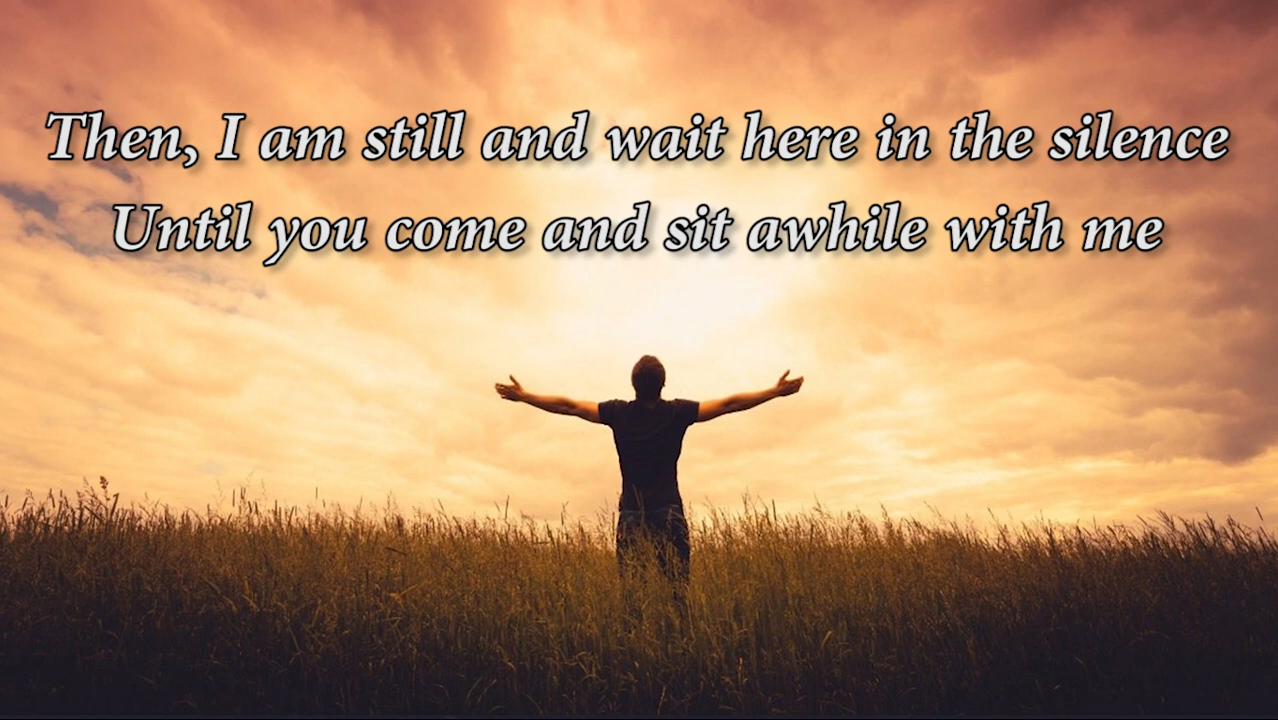 Then, I am still and wait here in the silence
Until you come and sit awhile with me